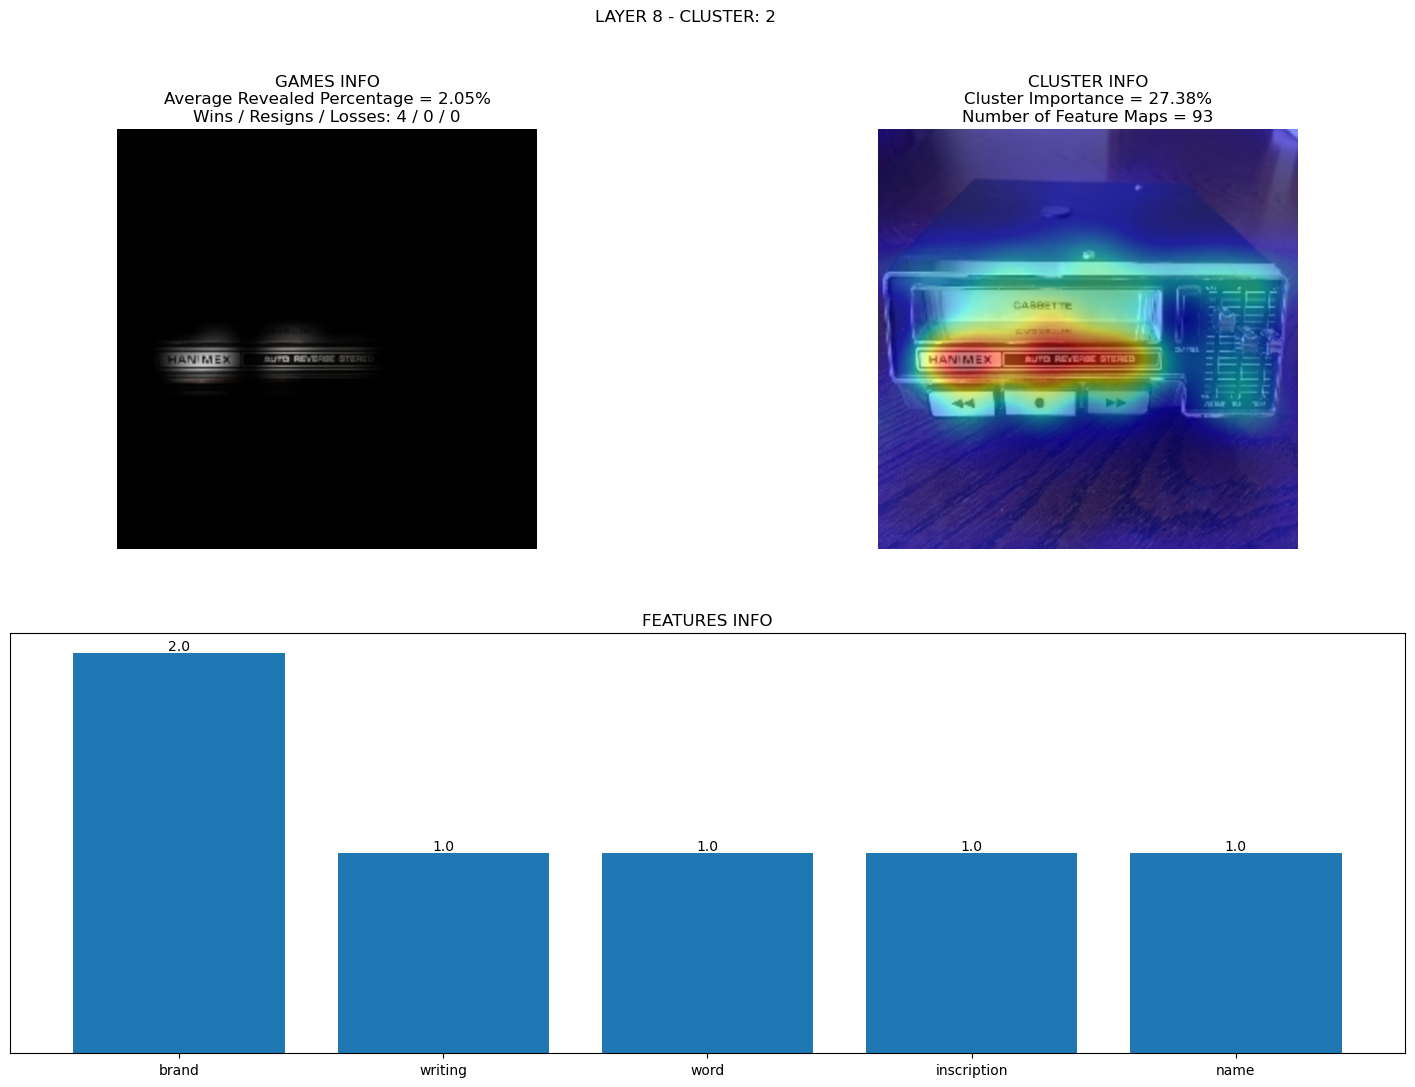 LAYER 8 - CLUSTER: 2
GAMES INFO
Average Revealed Percentage = 2.05%
Wins / Resigns / Losses: 4 / 0 / 0
HANIMEX AUTO REVERSE STEREO
CLUSTER INFO
Cluster Importance = 27.38%
Number of Feature Maps = 93
CASSETTE
HANIMEX AUTO REVERSE STEREO
FEATURES INFO
2.0
1.0
1.0
1.0
1.0
brand
writing
word
inscription
name